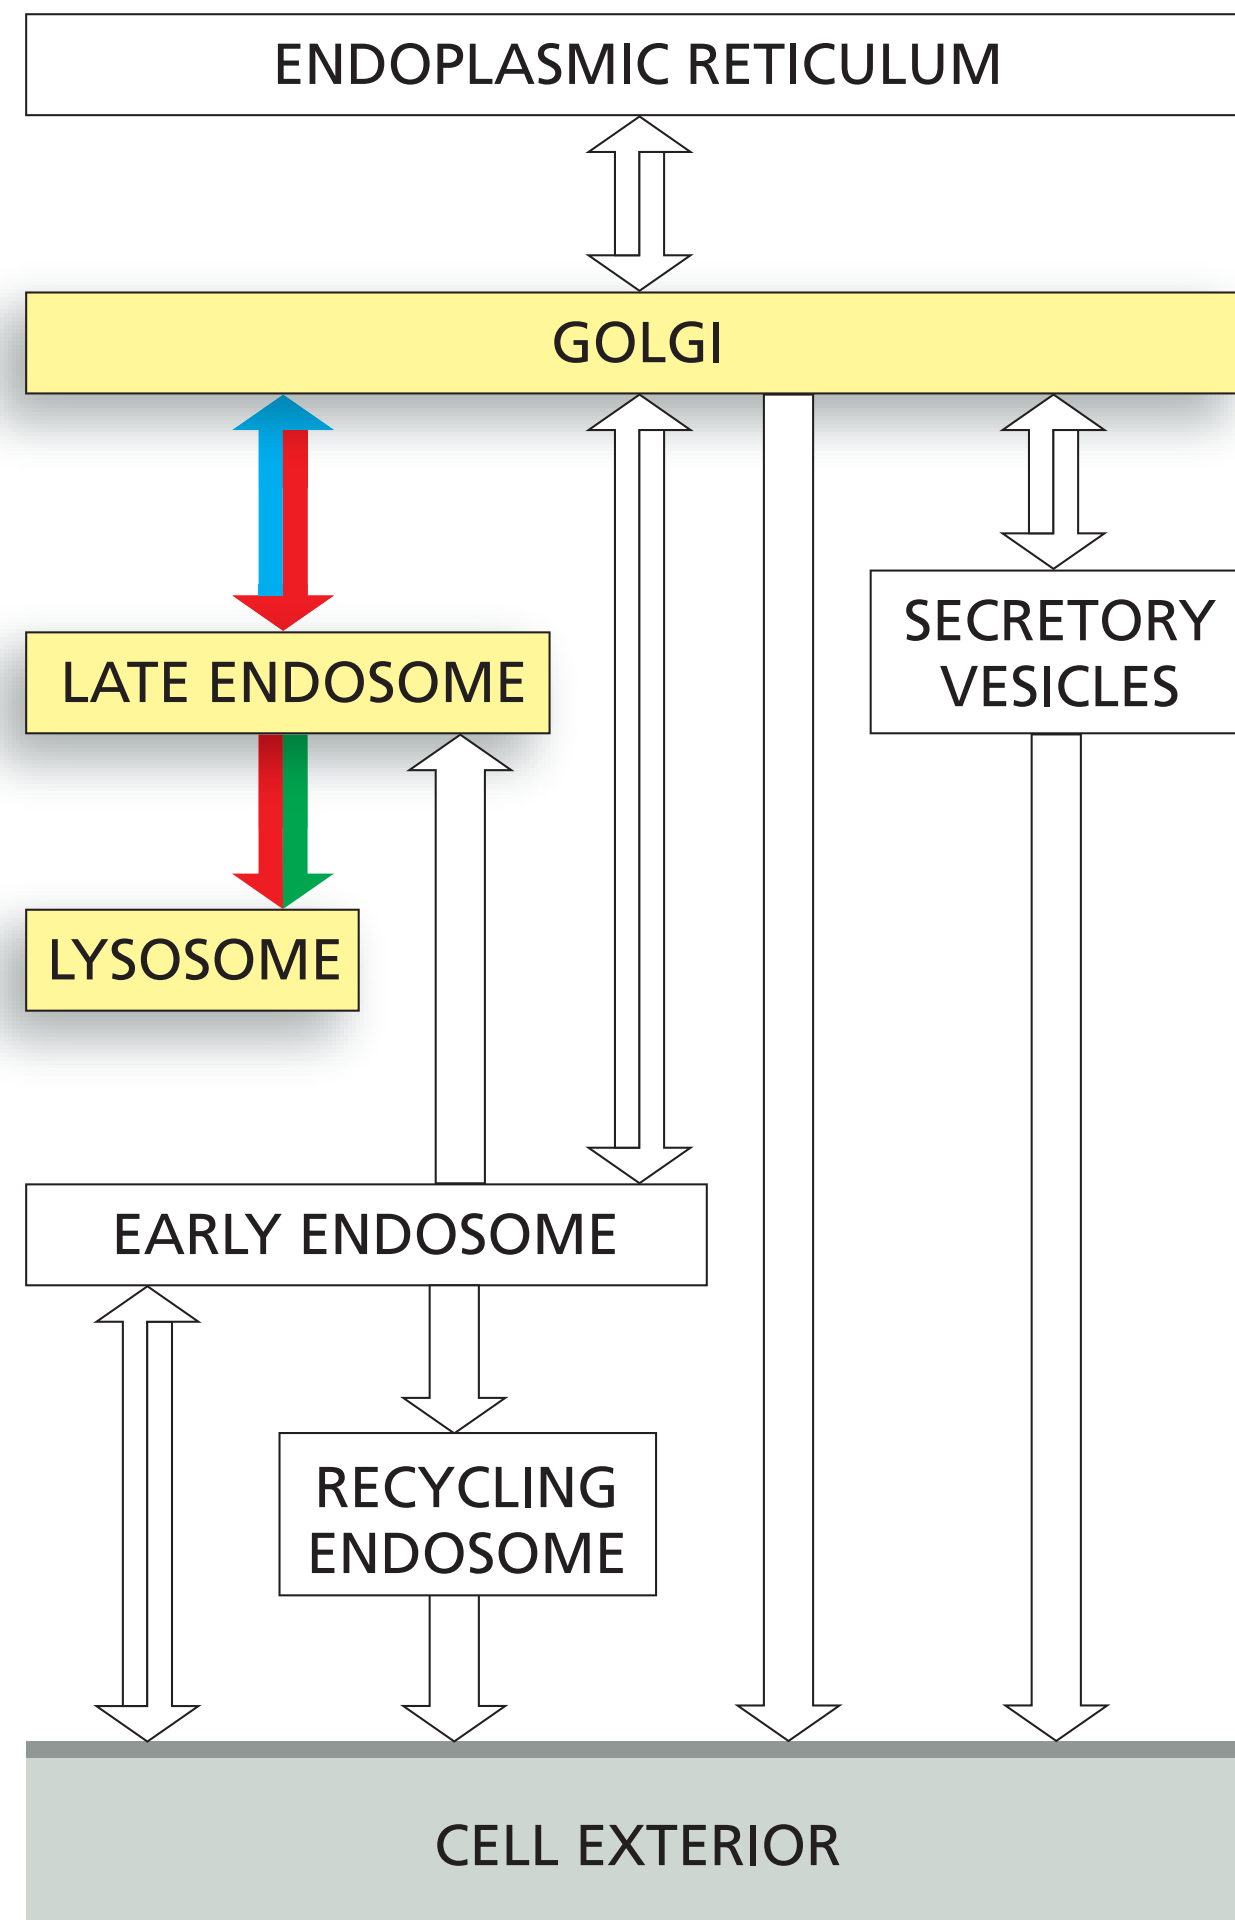 ENDOPLASMIC RETICULUM
GOLGI
LATE ENDOSOME
SECRETORY
VESICLES
LYSOSOME
EARLY ENDOSOME
RECYCLING
ENDOSOME
CELL EXTERIOR